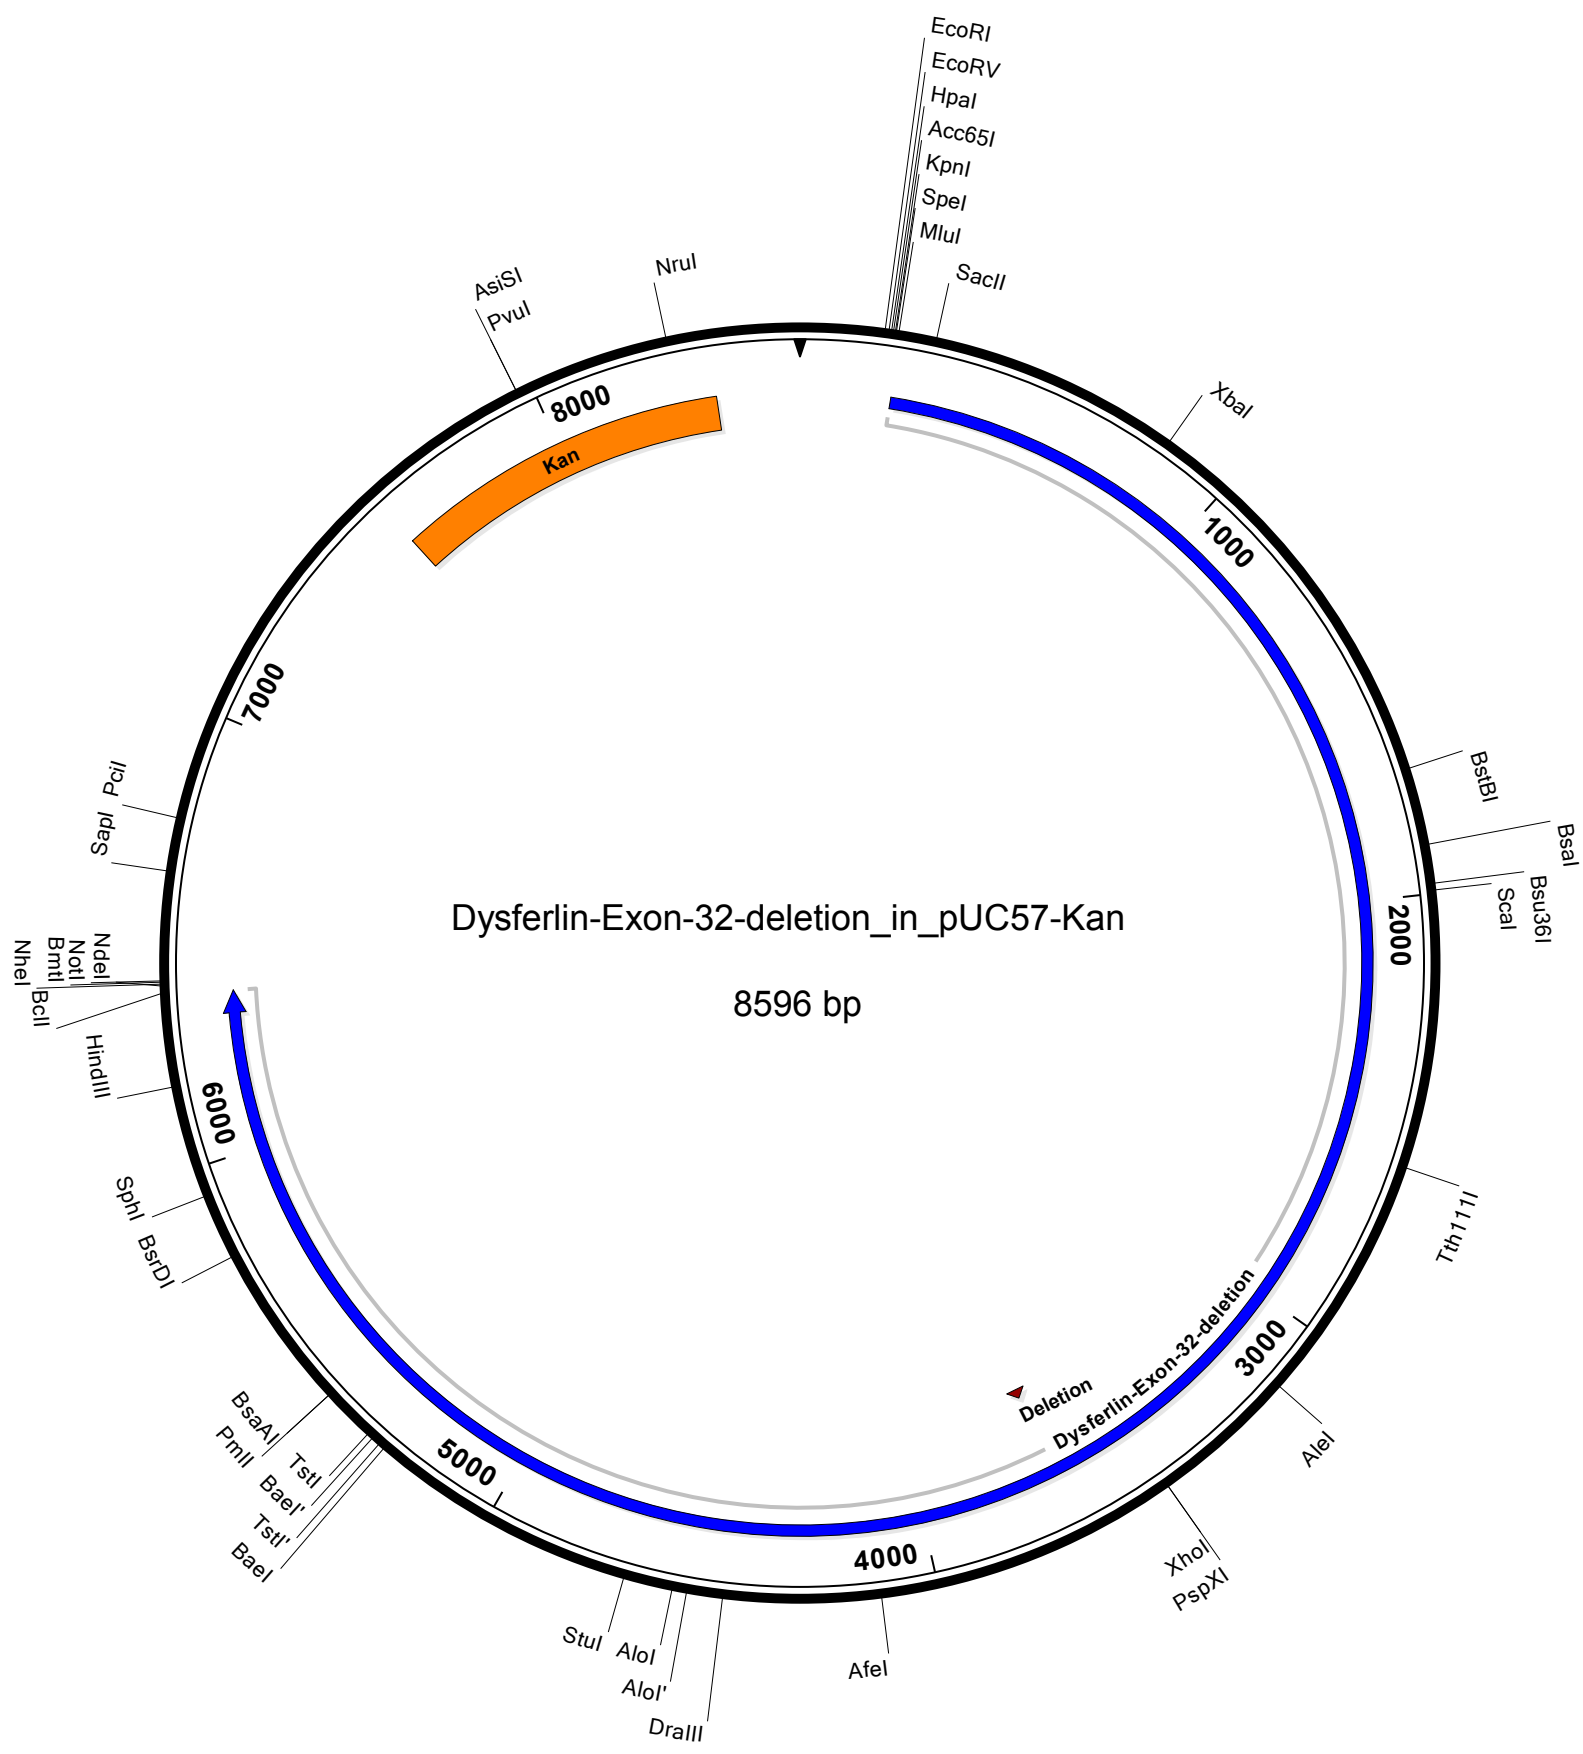 EcoRI
EcoRV
HpaI
Acc65I
KpnI
SpeI
MluI
SacII
XbaI
1000
BstBI
BsaI
Bsu36I
ScaI
2000
Tth111I
3000
AleI
XhoI
PspXI
AfeI
4000
DraIII
AloI'
AloI
StuI
5000
BaeI
TstI'
BaeI'
TstI
PmlI
BsaAI
BsrDI
SphI
6000
HindIII
BclI
NheI
BmtI
NotI
NdeI
SapI
PciI
7000
AsiSI
PvuI
8000
NruI
Kan
Deletion
Dysferlin-Exon-32-deletion
Dysferlin-Exon-32-deletion_in_pUC57-Kan
8596 bp